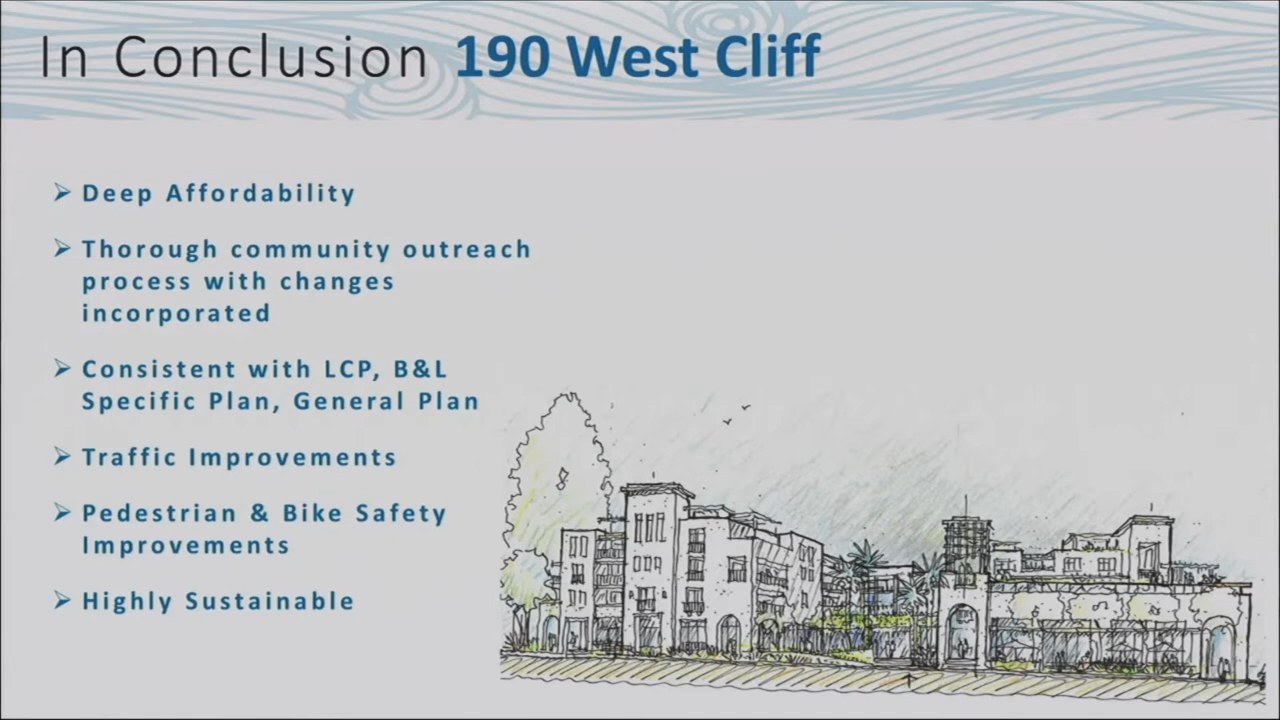 In Conclusion 190 West Cliff
Deep Affordability
Thorough community outreach
process with changes
incorporated
Consistent with LCP, B&L
Specific Plan, General Plan
Traffic Improvements
Pedestrian & Bike Safety
Improvements
Highly Sustainable